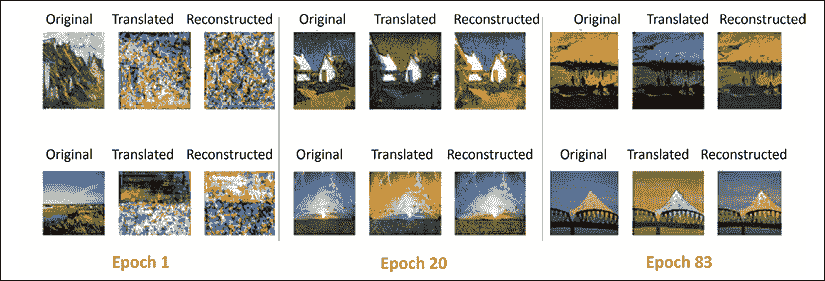 Original Translated Reconstructed Original Translated Reconstructed Original Translated Reconstructed
Original Translated Reconstructed Original Translated Reconstructed Original Translated Reconstructed
Epoch 1 Epoch 20 Epoch 83